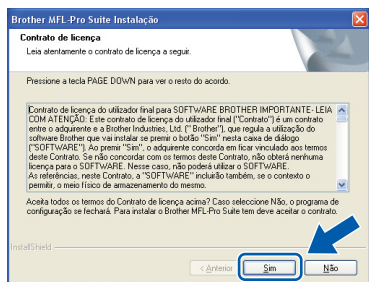 Brother MFL-Pro Suite Instalação
Contrato de licença
Leia atentamente o contrato de licença a seguir.
Pressione a tecla PAGE DOWN para ver o resto do acordo.
Contrato de licença do utilizador final para SOFTWARE BROTHER IMPORTANTE- LEIA
COM ATENÇÃO: Este contrato de licença do utilizador final ("Contrato") é um contrato
entre o adquirente e a Brother Industries, Ltd. (" Brother"), que regula a utilização do
software Brother que vai instalar se premir o botão "Sim" nesta caixa de diálogo
("SOFTWARE"). Ao premir "Sim", o adquirente concorda em ficar vinculado aos termos
deste Contrato. Se não concordar com os termos deste Contrato, não obterá nenhuma
licença para o SOFTWARE. Nesse caso, não poderá utilizar o SOFTWARE.
As referências, neste Contrato, a "SOFTWARE" incluirão também, se o contexto o
permitir, o meio físico de armazenamento do mesmo.
Aceita todos os termos do Contrato de licença acima? Caso seleccione Não, o programa de
configuração se fechará. Para instalar o Brother MFL-Pro Suite tem deve aceitar o contrato.
InstallShield
< Anterior
Sim
Não